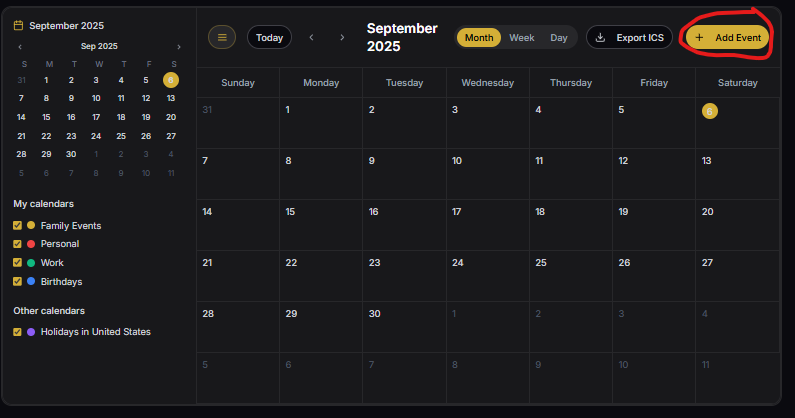 September 2025
‹ Sep 2025 ›
S M T W T F S
31 1 2 3 4 5 6
7 8 9 10 11 12 13
14 15 16 17 18 19 20
21 22 23 24 25 26 27
28 29 30 1 2 3 4
5 6 7 8 9 10 11
My calendars
Family Events
Personal
Work
Birthdays
Other calendars
Holidays in United States
Today ‹ › September 2025 Month Week Day Export ICS + Add Event
Sunday Monday Tuesday Wednesday Thursday Friday Saturday
31 1 2 3 4 5 6
7 8 9 10 11 12 13
14 15 16 17 18 19 20
21 22 23 24 25 26 27
28 29 30 1 2 3 4
5 6 7 8 9 10 11